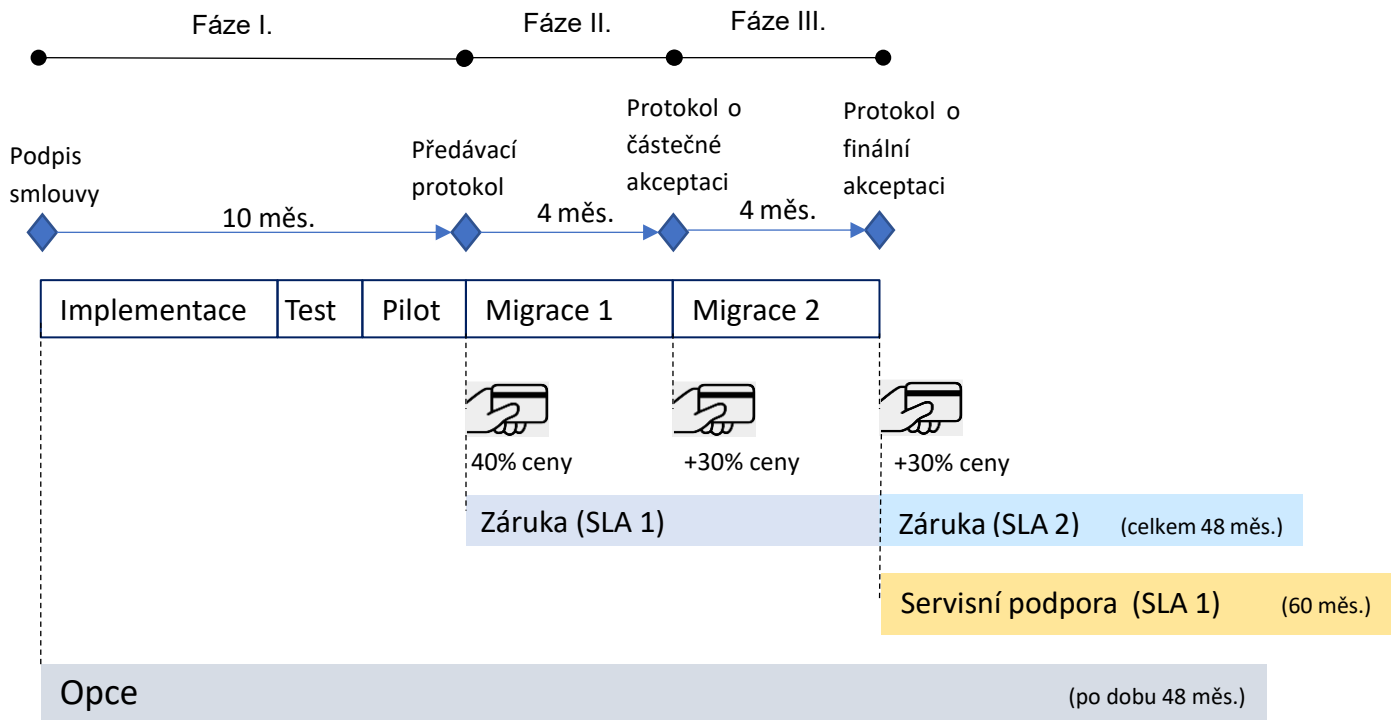 Fáze I.
Fáze II.
Fáze III.
Podpis
smlouvy
Předávací
protokol
Protokol o
částečné
akceptaci
Protokol o
finální
akceptaci
10 měs.
4 měs.
4 měs.
Implementace
Test
Pilot
Migrace 1
Migrace 2
40% ceny
+30% ceny
+30% ceny
Záruka (SLA 1)
Záruka (SLA 2)
(celkem 48 měs.)
Servisní podpora (SLA 1)
(60 měs.)
Opce
(po dobu 48 měs.)